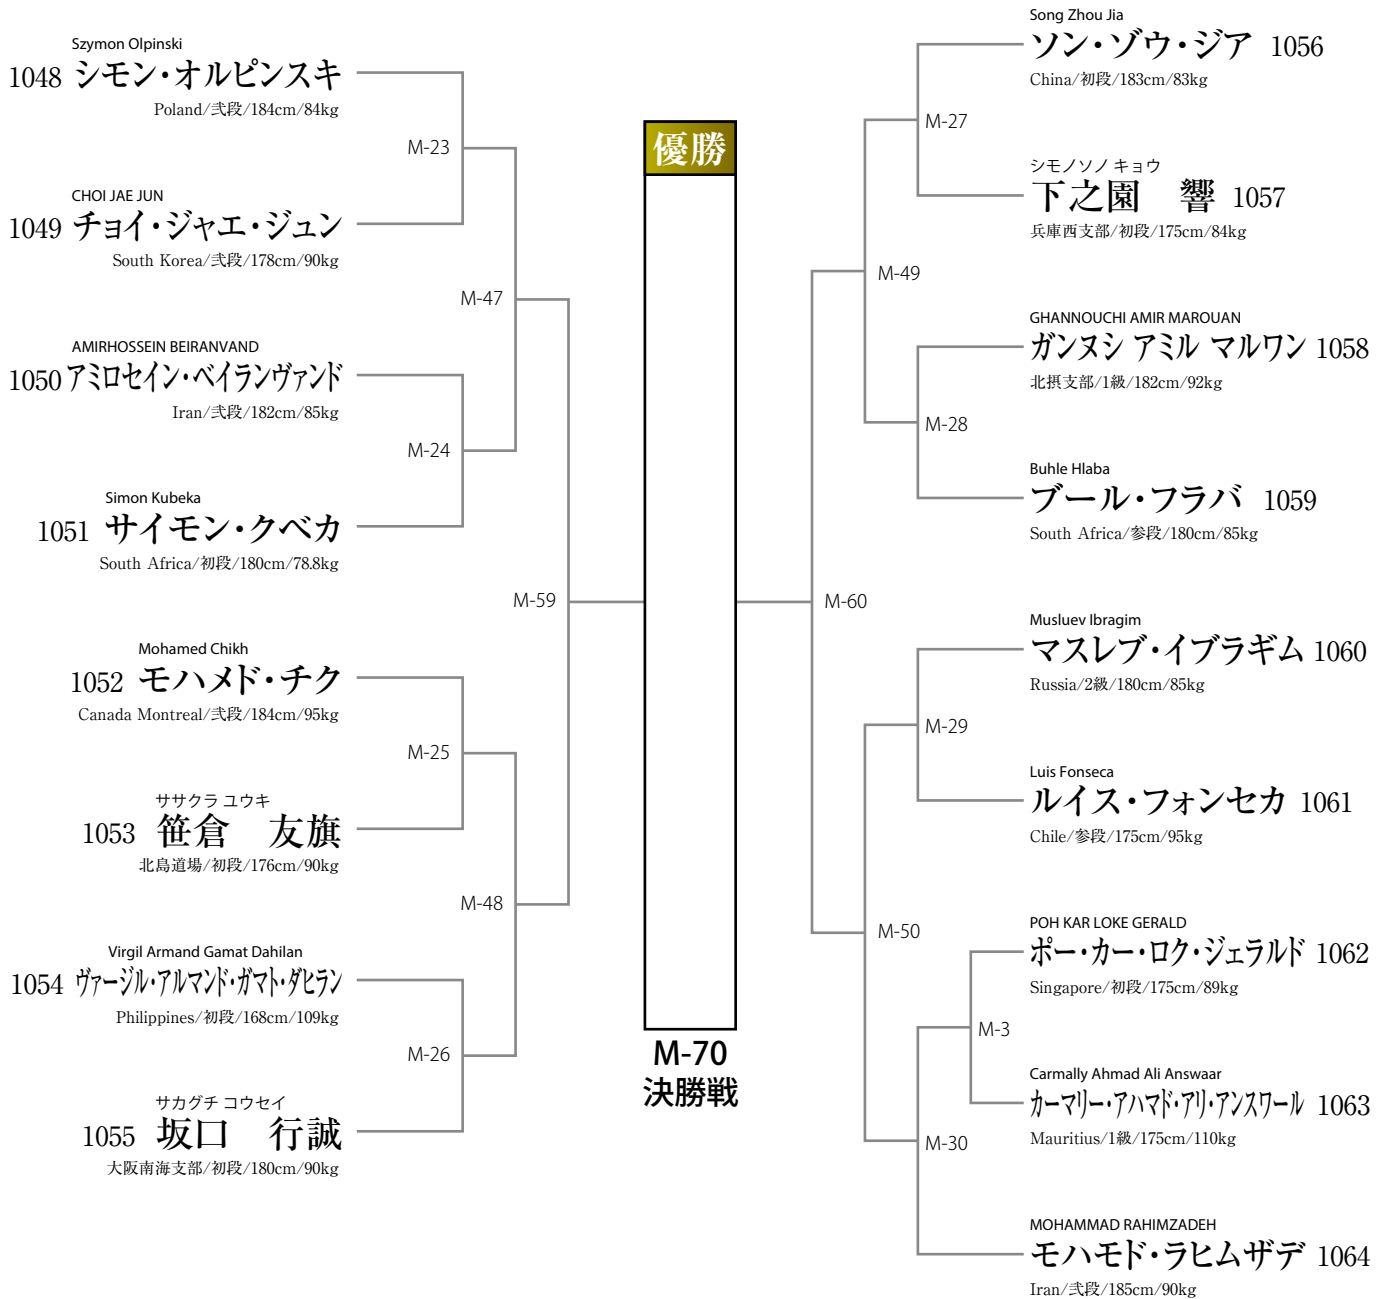 Szymon Olpinski
1048 シモン・オルピンスキ
Poland/弐段/184cm/84kg
M-23
CHOI JAE JUN
1049 チョイ・ジャエ・ジュン
South Korea/弐段/178cm/90kg
M-47
AMIRHOSSEIN BEIRANVAND
1050 アミロセイン・ベイランヴァンド
Iran/弐段/182cm/85kg
M-24
Simon Kubeka
1051 サイモン・クベカ
South Africa/初段/180cm/78.8kg
M-59
Mohamed Chikh
1052 モハメド・チク
Canada Montreal/弐段/184cm/95kg
M-25
ササクラ ユウキ
1053 笹倉　友旗
北島道場/初段/176cm/90kg
M-48
Virgil Armand Gamat Dahilan
1054 ヴァージル・アルマンド・ガマト・ダヒラン
Philippines/初段/168cm/109kg
M-26
サカグチ コウセイ
1055 坂口　行誠
大阪南海支部/初段/180cm/90kg
優勝
M-70
決勝戦
Song Zhou Jia
ソン・ゾウ・ジア 1056
China/初段/183cm/83kg
M-27
シモノソノ キョウ
下之園　響 1057
兵庫西支部/初段/175cm/84kg
M-49
GHANNOUCHI AMIR MAROUAN
ガンヌシ アミル マルワン 1058
北摂支部/1級/182cm/92kg
M-28
Buhle Hlaba
ブール・フラバ 1059
South Africa/参段/180cm/85kg
M-60
Musluev Ibragim
マスレブ・イブラギム 1060
Russia/2級/180cm/85kg
M-29
Luis Fonseca
ルイス・フォンセカ 1061
Chile/参段/175cm/95kg
M-50
POH KAR LOKE GERALD
ポー・カー・ロク・ジェラルド 1062
Singapore/初段/175cm/89kg
M-3
Carmally Ahmad Ali Answaar
カーマリー・アハマド・アリ・アンスワール 1063
Mauritius/1級/175cm/110kg
M-30
MOHAMMAD RAHIMZADEH
モハモド・ラヒムザデ 1064
Iran/弐段/185cm/90kg